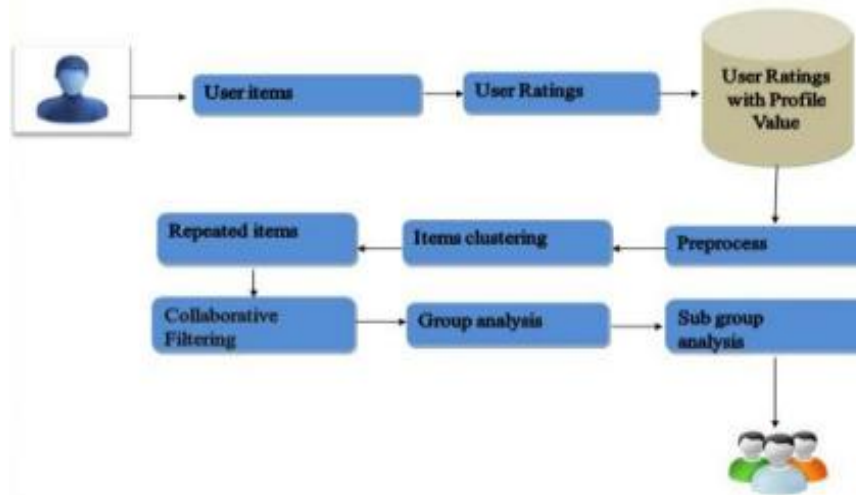 User items
User Ratings
User Ratings
with Profile
Value
Repeated items
Items clustering
Preprocess
Collaborative
Filtering
Group analysis
Sub group
analysis